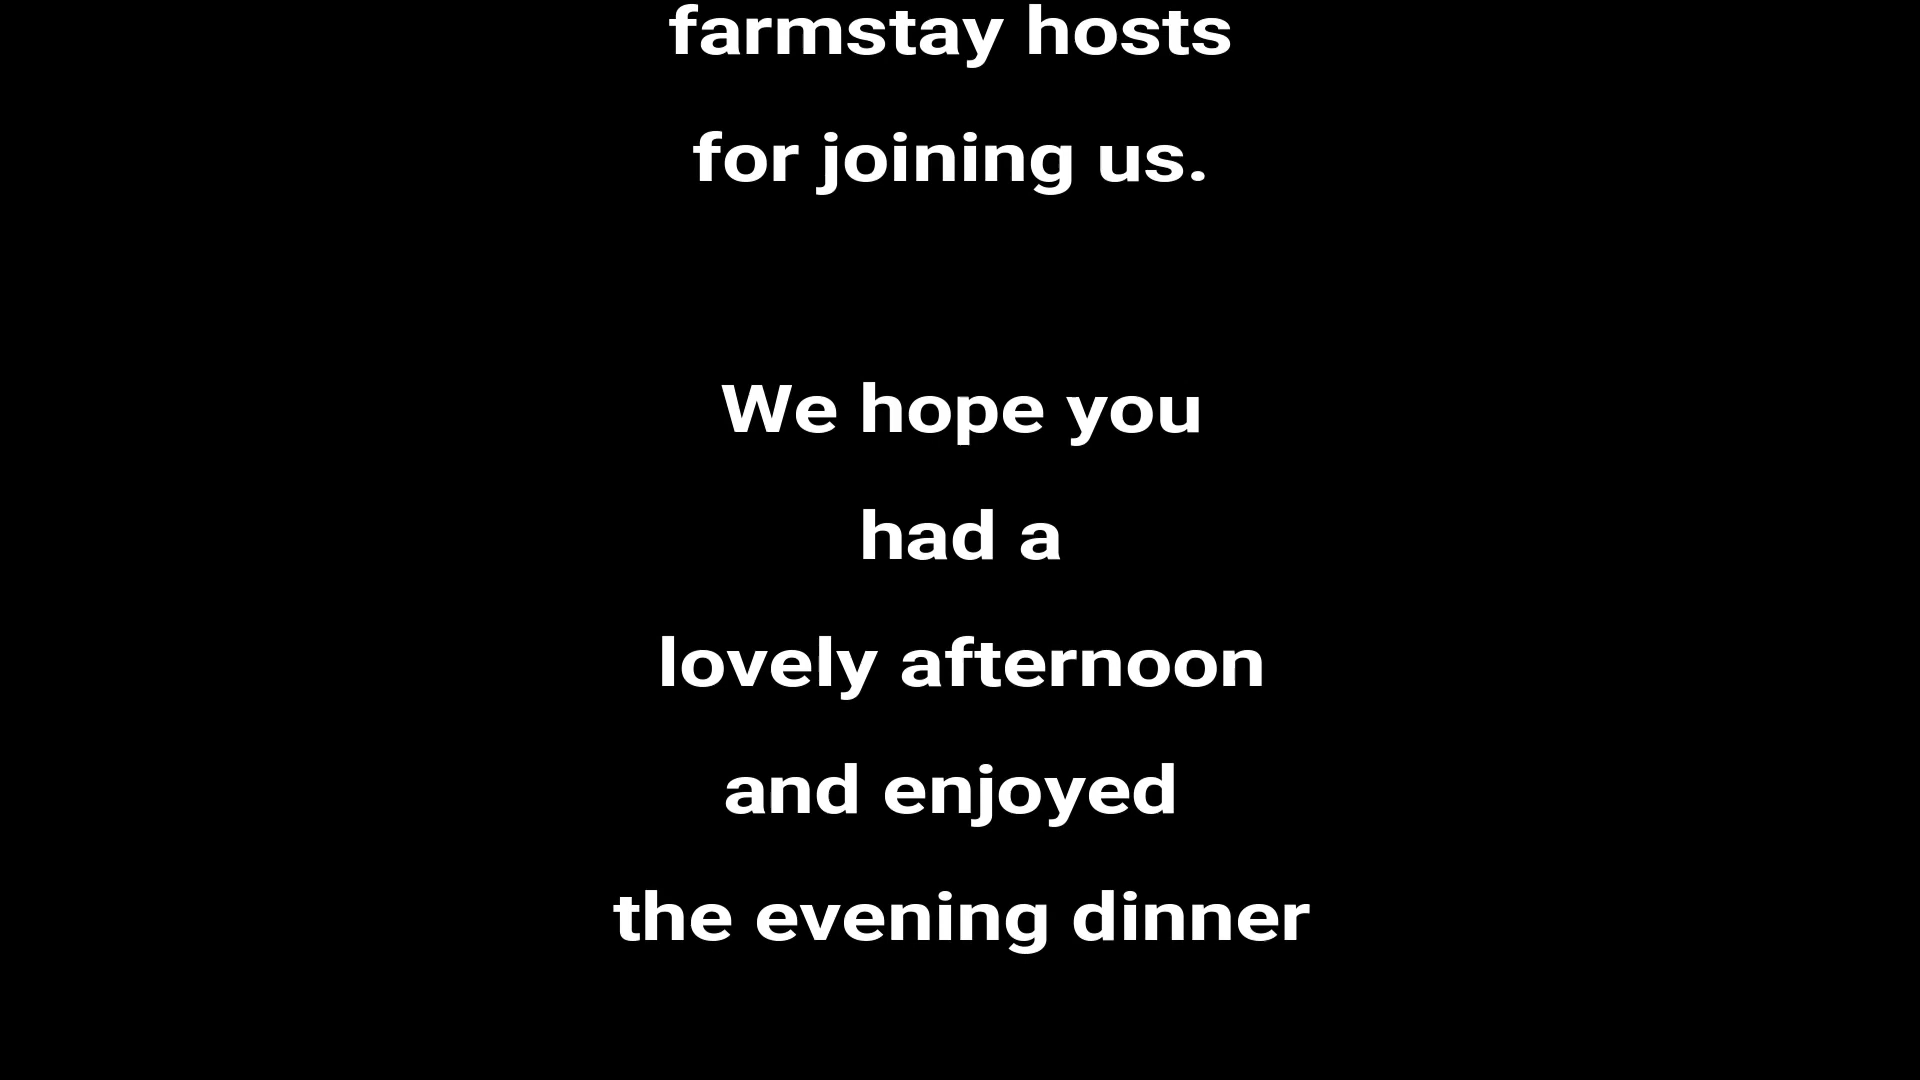 farmstay hosts
for joining us.
We hope you
had a
lovely afternoon
and enjoyed
the evening dinner